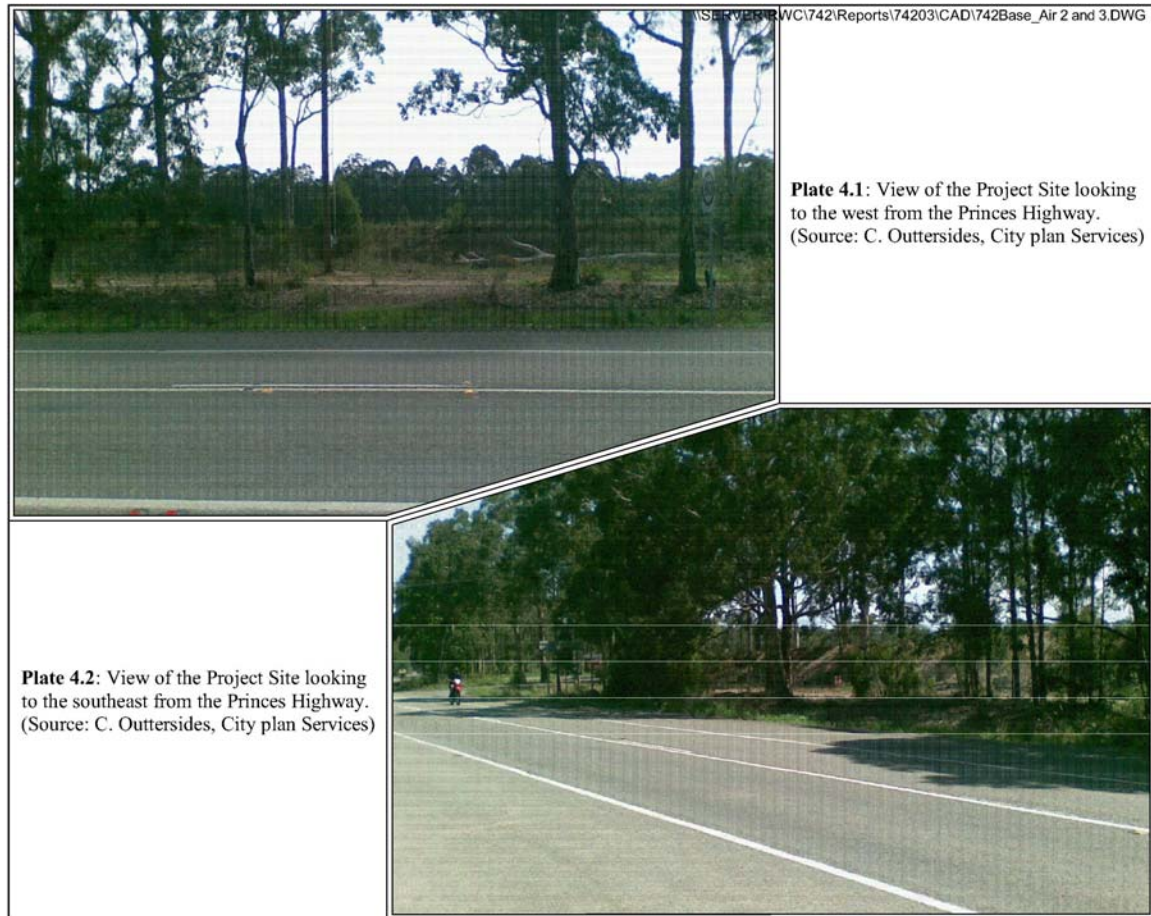 \\SERVER\RWC\742\Reports\74203\CAD\742Base_Air 2 and 3.DWG
Plate 4.1: View of the Project Site looking
to the west from the Princes Highway.
(Source: C. Outtersides, City plan Services)
Plate 4.2: View of the Project Site looking
to the southeast from the Princes Highway.
(Source: C. Outtersides, City plan Services)